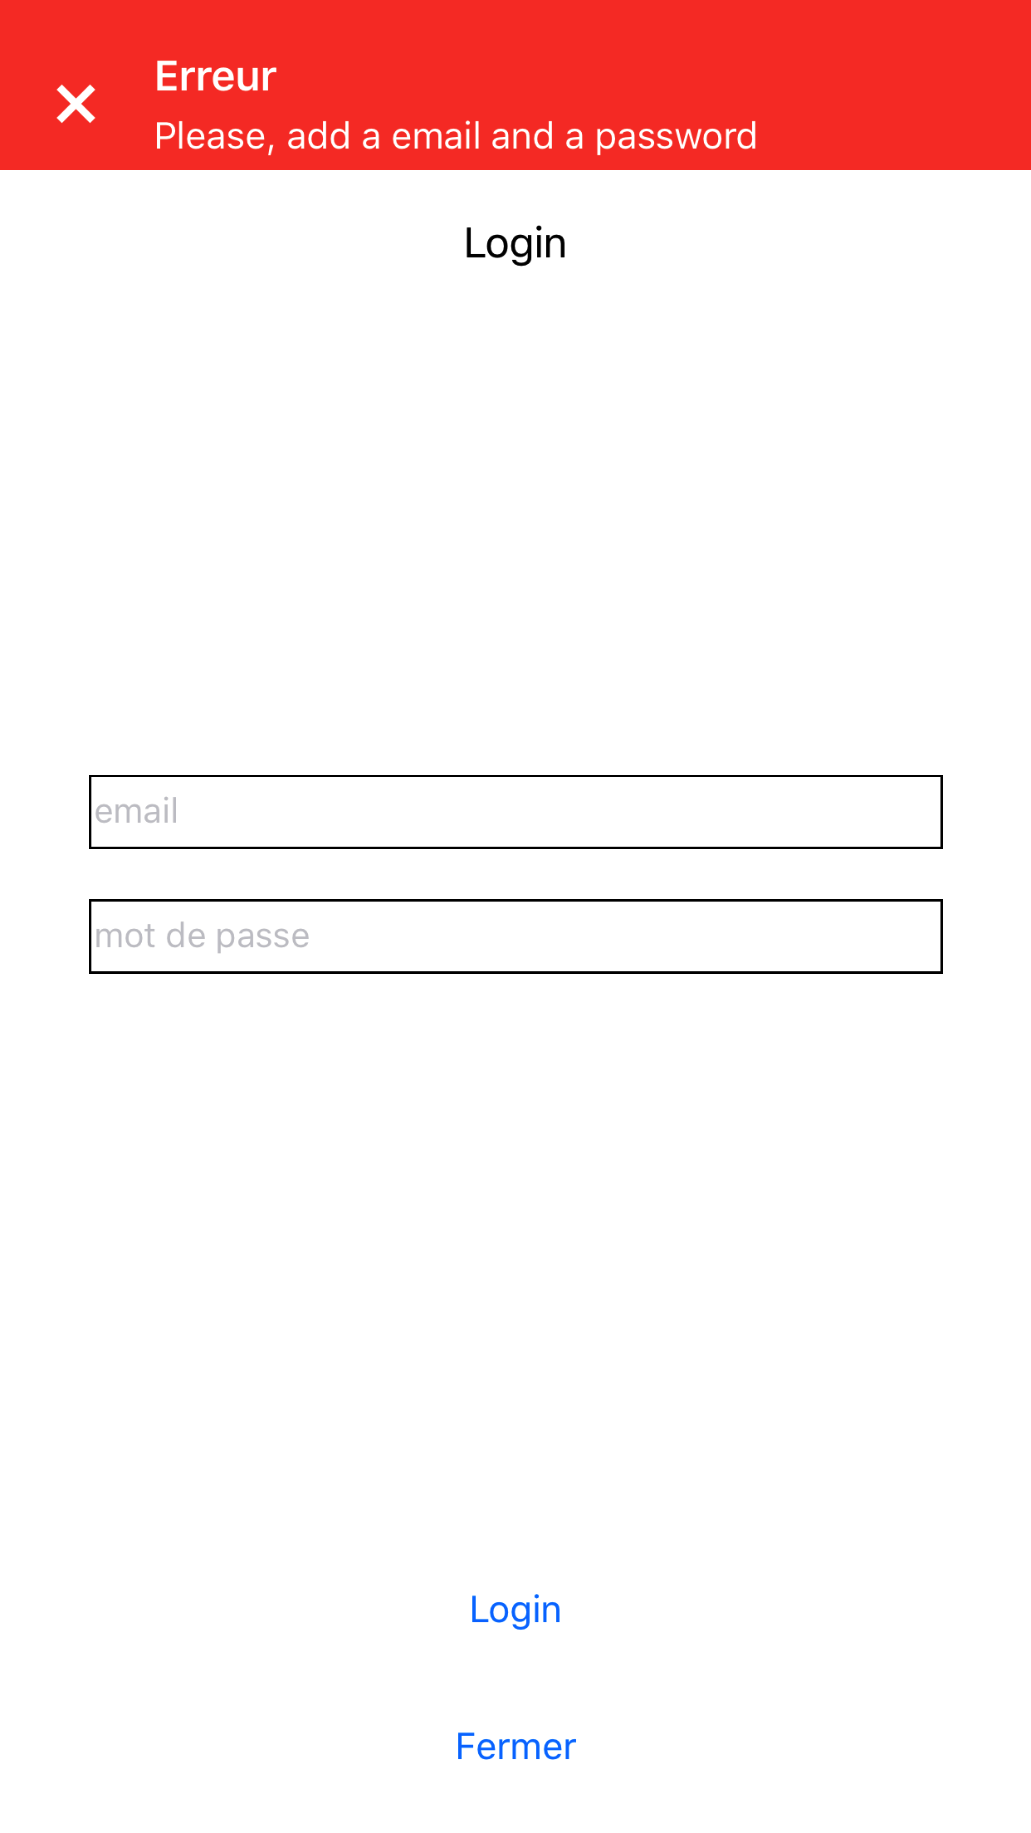 Erreur
Please, add a email and a password
Login
email
mot de passe
Login
Fermer